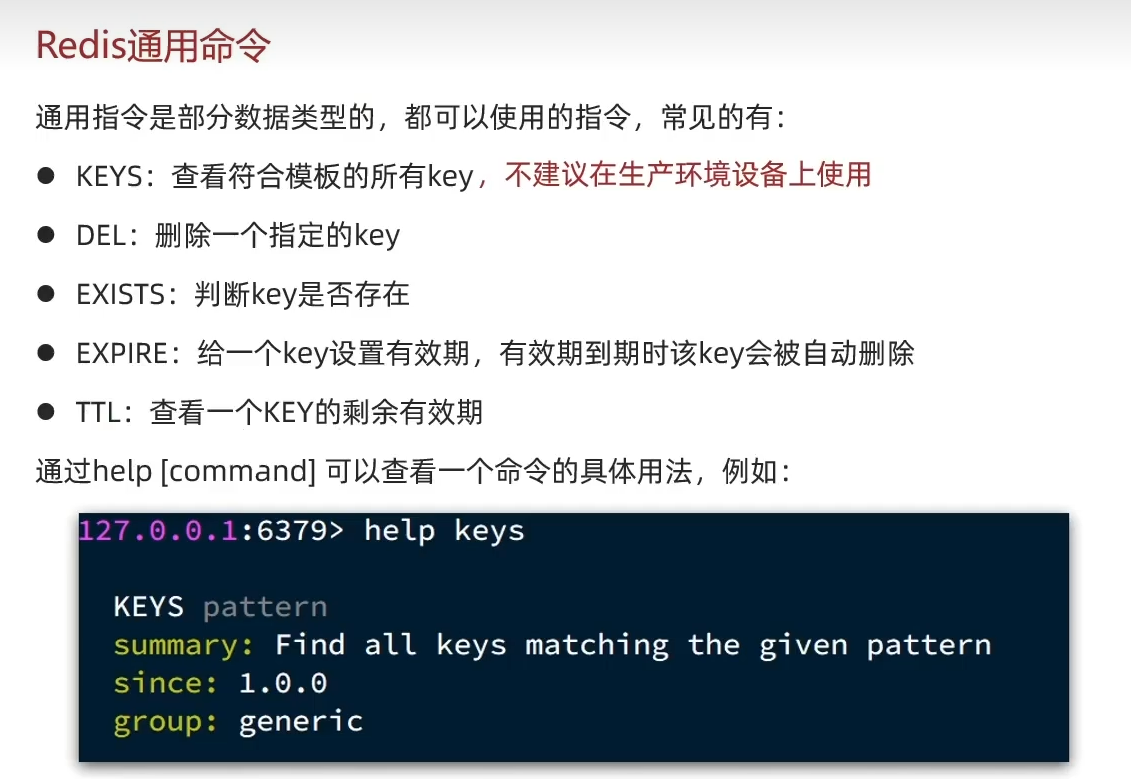 Redis通用命令
通用指令是部分数据类型的，都可以使用的指令，常见的有：
● KEYS：查看符合模板的所有key，不建议在生产环境设备上使用
● DEL：删除一个指定的key
● EXISTS：判断key是否存在
● EXPIRE：给一个key设置有效期，有效期到期时该key会被自动删除
● TTL：查看一个KEY的剩余有效期
通过help [command] 可以查看一个命令的具体用法，例如：
127.0.0.1:6379> help keys
KEYS pattern
summary: Find all keys matching the given pattern
since: 1.0.0
group: generic